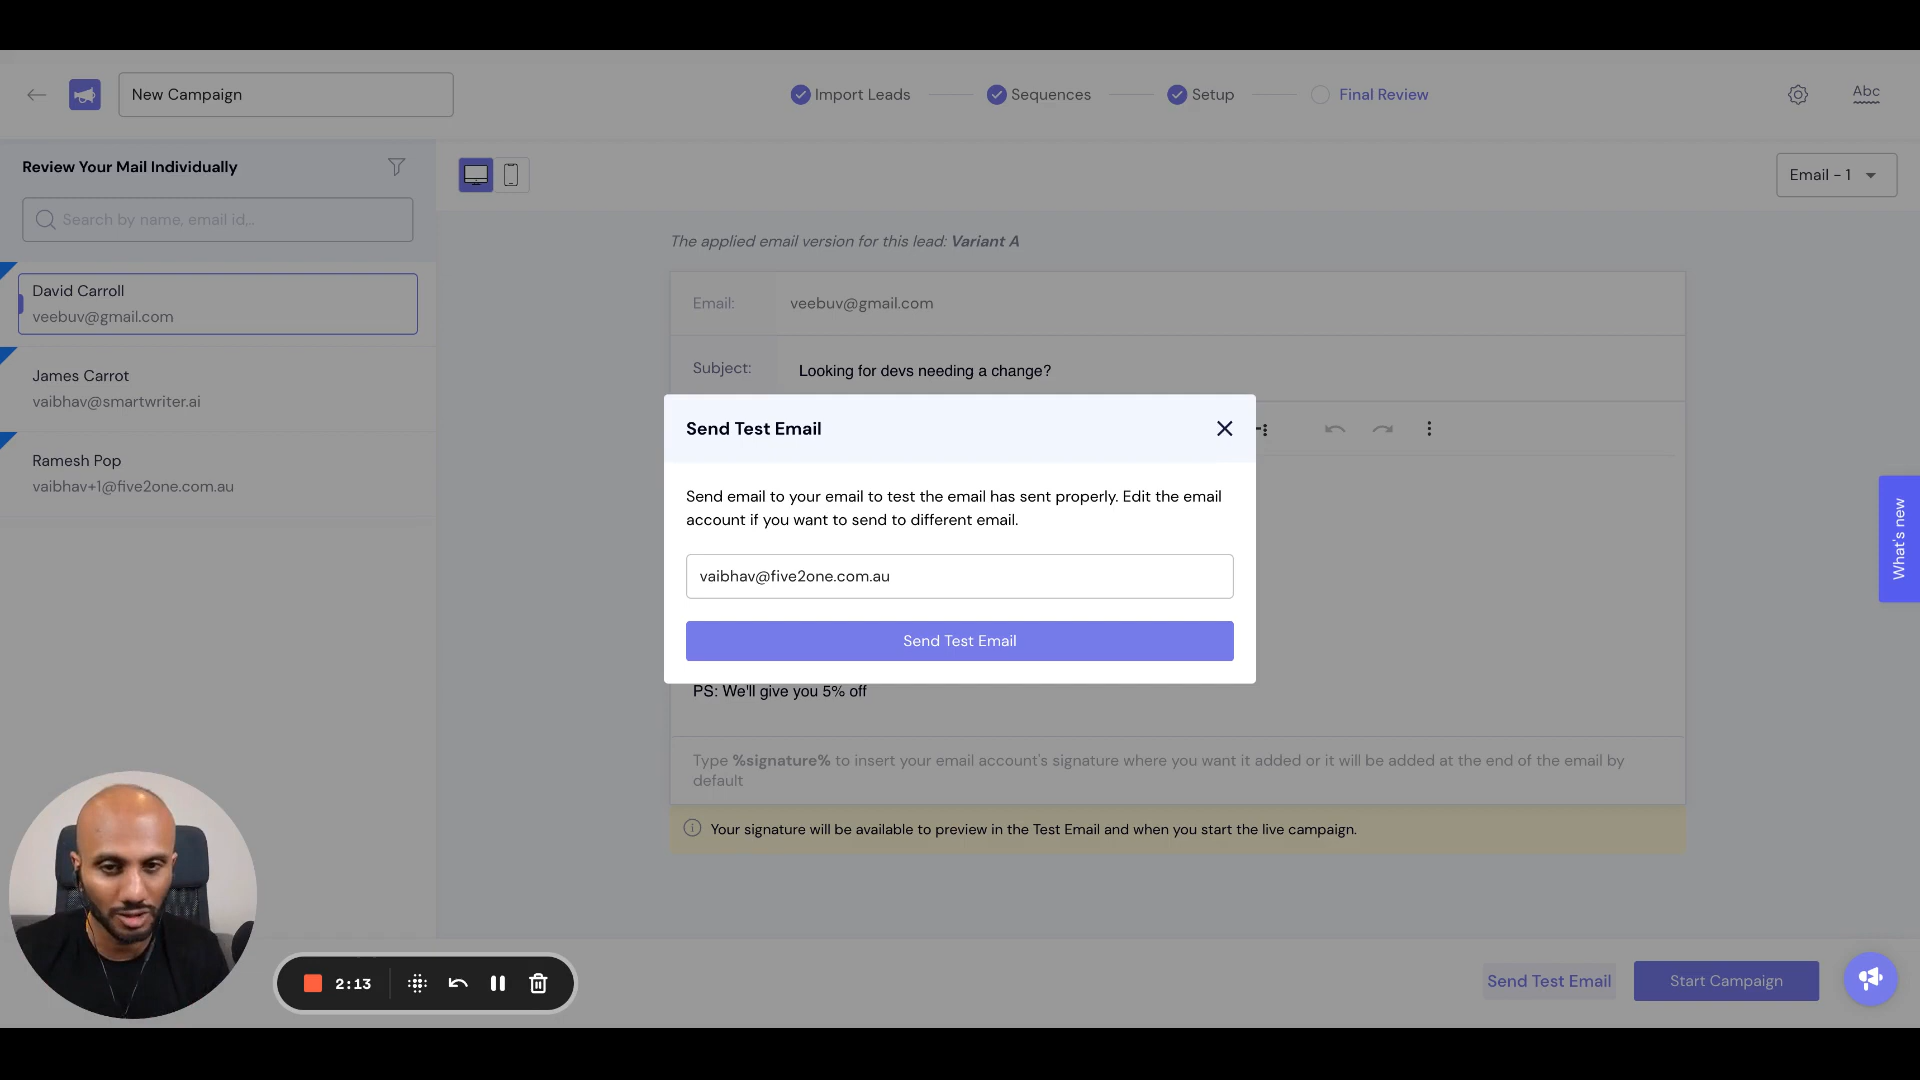 New Campaign
Import Leads
Sequences
Setup
Final Review
Abc
Review Your Mail Individually
Search by name, email id,..
David Carroll
veebuv@gmail.com
James Carrot
vaibhav@smartwriter.ai
Ramesh Pop
vaibhav+1@five2one.com.au
Email - 1
The applied email version for this lead: Variant A
Email: veebuv@gmail.com
Subject: Looking for devs needing a change?
Send Test Email
Send email to your email to test the email has sent properly. Edit the email
account if you want to send to different email.
vaibhav@five2one.com.au
Send Test Email
PS: We'll give you 5% off
Type %signature% to insert your email account's signature where you want it added or it will be added at the end of the email by
default
Your signature will be available to preview in the Test Email and when you start the live campaign.
What's new
2:13
Send Test Email
Start Campaign